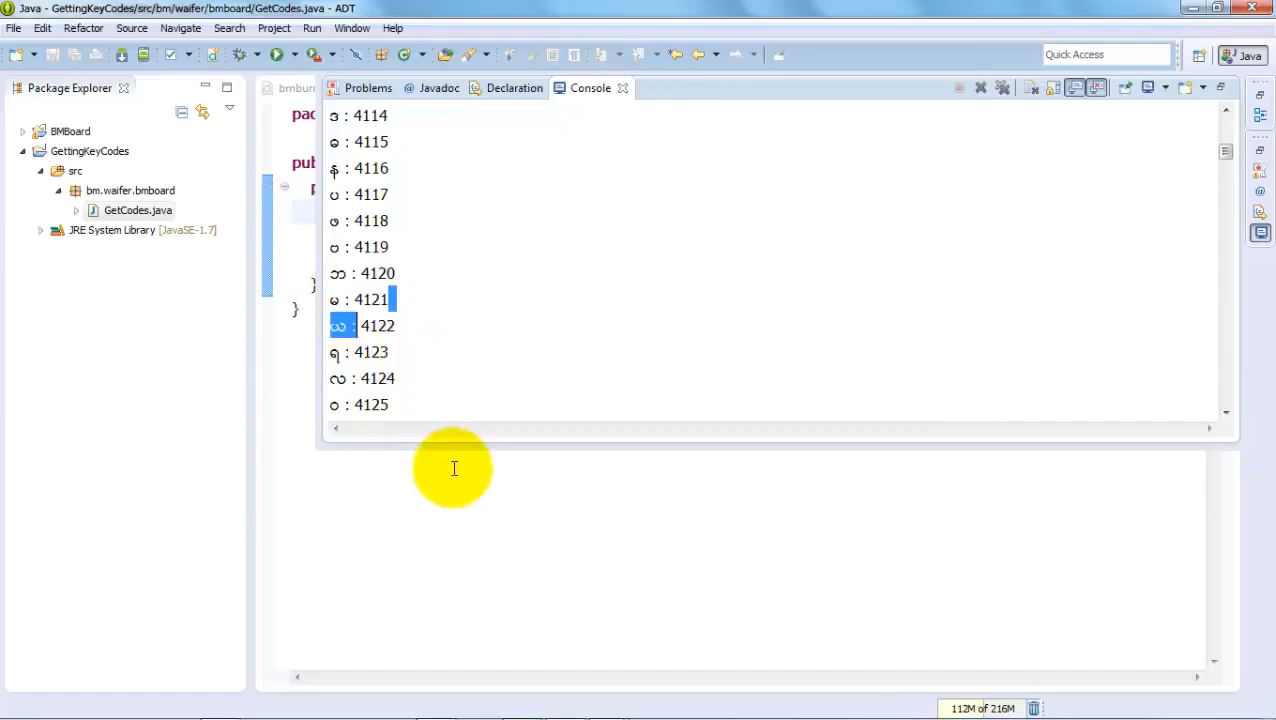 Java - GettingKeyCodes/src/bm/waifer/bmboard/GetCodes.java - ADT
File Edit Refactor Source Navigate Search Project Run Window Help
Quick Access
Java
Package Explorer
BMBoard
GettingKeyCodes
src
bm.waifer.bmboard
GetCodes.java
JRE System Library [JavaSE-1.7]
Problems @ Javadoc Declaration Console
pac
pub
p
}
}
ဒ : 4114
ဓ : 4115
န : 4116
ပ : 4117
ဖ : 4118
ဗ : 4119
ဘ : 4120
မ : 4121
ယ : 4122
ရ : 4123
လ : 4124
ဝ : 4125
112M of 216M